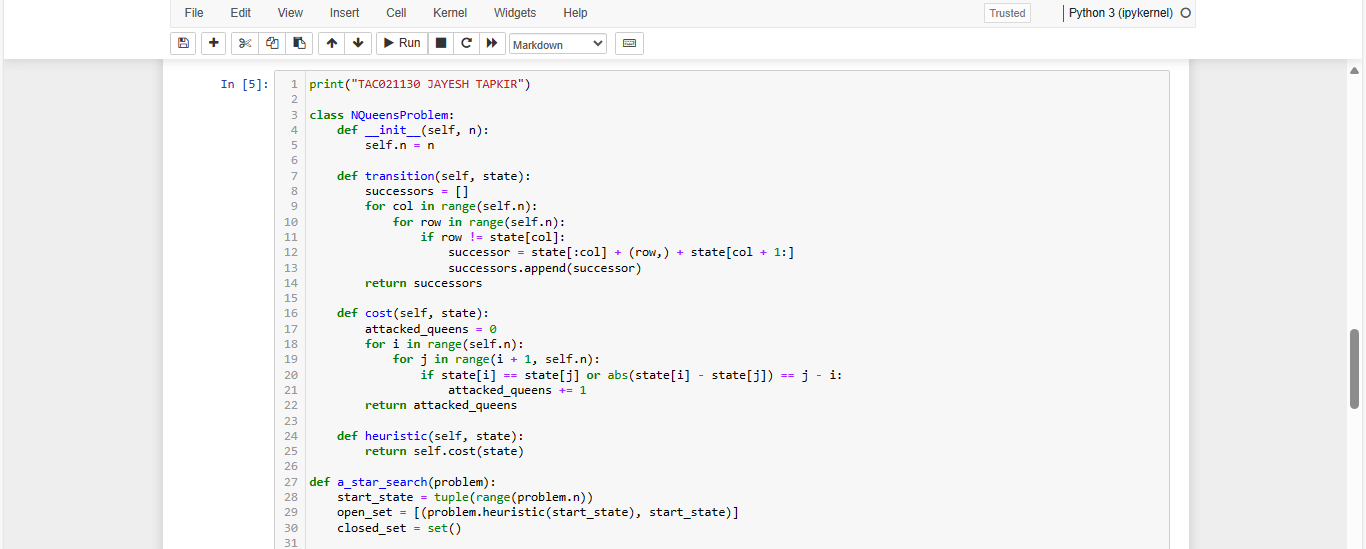 File Edit View Insert Cell Kernel Widgets Help Trusted Python 3 (ipykernel)
Run Markdown
In [5]:
1 print("TACO21130 JAYESH TAPKIR")
2
3 class NQueensProblem:
4     def __init__(self, n):
5         self.n = n
6
7     def transition(self, state):
8         successors = []
9         for col in range(self.n):
10             for row in range(self.n):
11                 if row != state[col]:
12                     successor = state[:col] + (row,) + state[col + 1:]
13                     successors.append(successor)
14         return successors
15
16     def cost(self, state):
17         attacked_queens = 0
18         for i in range(self.n):
19             for j in range(i + 1, self.n):
20                 if state[i] == state[j] or abs(state[i] - state[j]) == j - i:
21                     attacked_queens += 1
22         return attacked_queens
23
24     def heuristic(self, state):
25         return self.cost(state)
26
27 def a_star_search(problem):
28     start_state = tuple(range(problem.n))
29     open_set = [(problem.heuristic(start_state), start_state)]
30     closed_set = set()
31